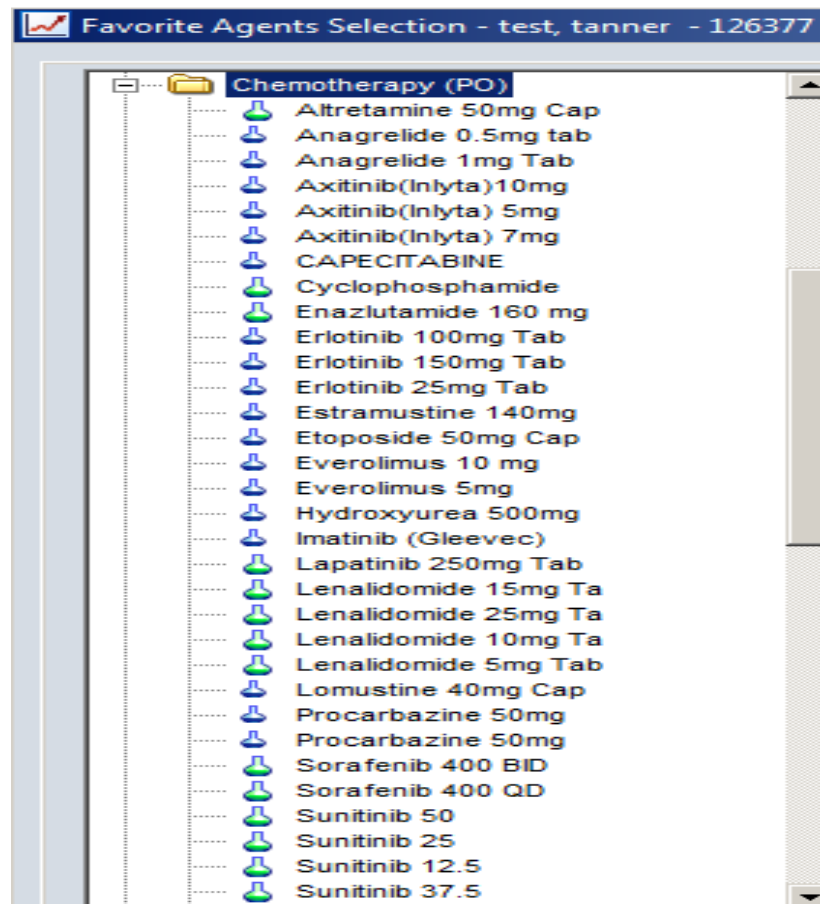 Favorite Agents Selection - test, tanner - 126377
Chemotherapy (PO)
Altretamine 50mg Cap
Anagrelide 0.5mg tab
Anagrelide 1mg Tab
Axitinib(Inlyta)10mg
Axitinib(Inlyta) 5mg
Axitinib(Inlyta) 7mg
CAPECITABINE
Cyclophosphamide
Enazlutamide 160 mg
Erlotinib 100mg Tab
Erlotinib 150mg Tab
Erlotinib 25mg Tab
Estramustine 140mg
Etoposide 50mg Cap
Everolimus 10 mg
Everolimus 5mg
Hydroxyurea 500mg
Imatinib (Gleevec)
Lapatinib 250mg Tab
Lenalidomide 15mg Ta
Lenalidomide 25mg Ta
Lenalidomide 10mg Ta
Lenalidomide 5mg Tab
Lomustine 40mg Cap
Procarbazine 50mg
Procarbazine 50mg
Sorafenib 400 BID
Sorafenib 400 QD
Sunitinib 50
Sunitinib 25
Sunitinib 12.5
Sunitinib 37.5